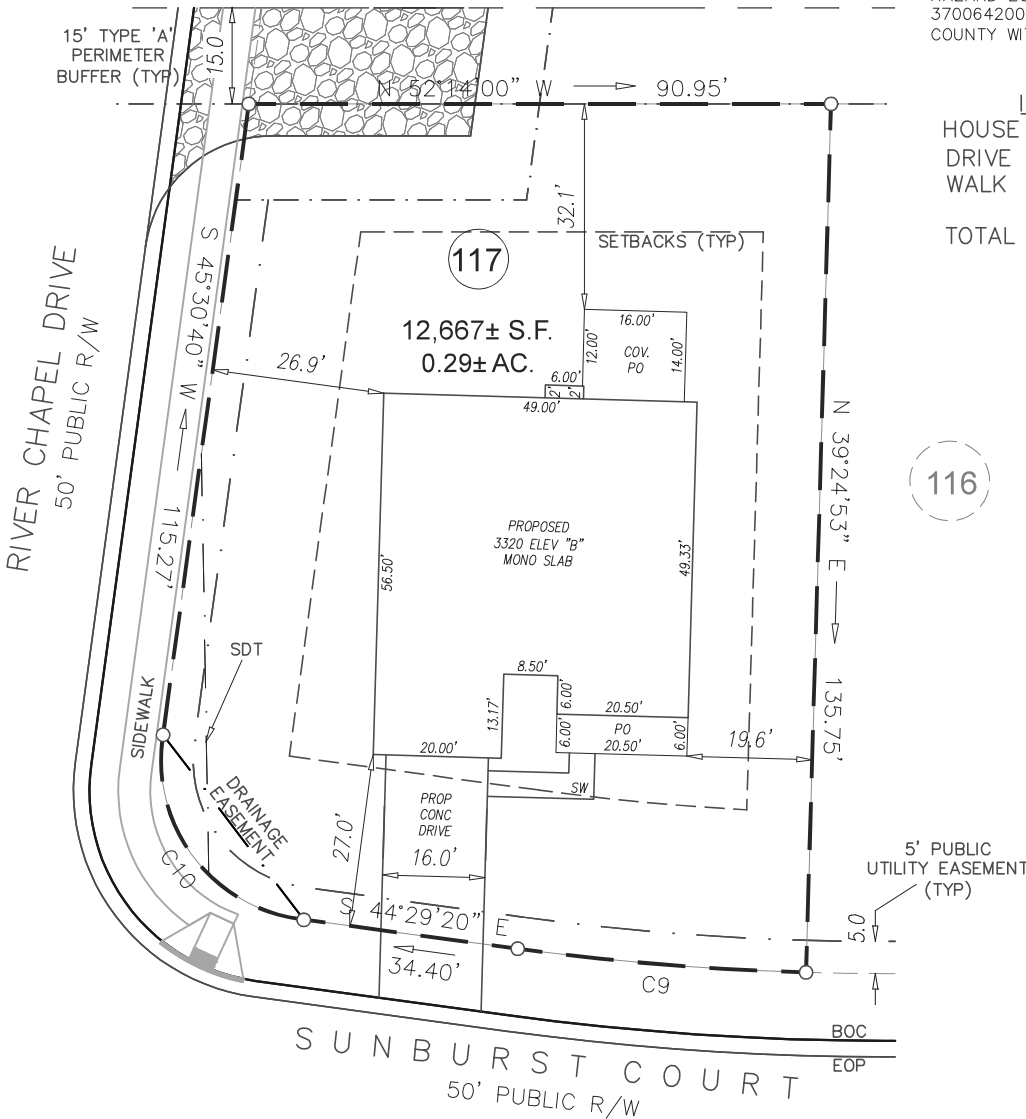 HAZARD
370064200
COUNTY WI
15' TYPE 'A'
PERIMETER
BUFFER (TYP)
15.0
N 52°14'00" W
90.95'
HOUSE
DRIVE
WALK
TOTAL
32.1'
SETBACKS (TYP)
117
12,667± S.F.
0.29± AC.
RIVER CHAPEL DRIVE
50' PUBLIC R/W
S 45°30'40" W
115.27'
26.9'
16.00'
12.00'
COV.
PO
14.00'
6.00'
2'
2'
49.00'
N 39°24'53" E
135.75'
116
PROPOSED
3320 ELEV "B"
MONO SLAB
56.50'
49.33'
SDT
SIDEWALK
8.50'
13.17'
6.00'
20.50'
PO
6.00'
20.50'
6.00'
20.00'
19.6'
SW
DRAINAGE
EASEMENT
27.0'
PROP
CONC
DRIVE
16.0'
5' PUBLIC
UTILITY EASEMENT
(TYP)
C10
S 44°29'20" E
34.40'
C9
5.0
BOC
EOP
SUNBURST COURT
50' PUBLIC R/W